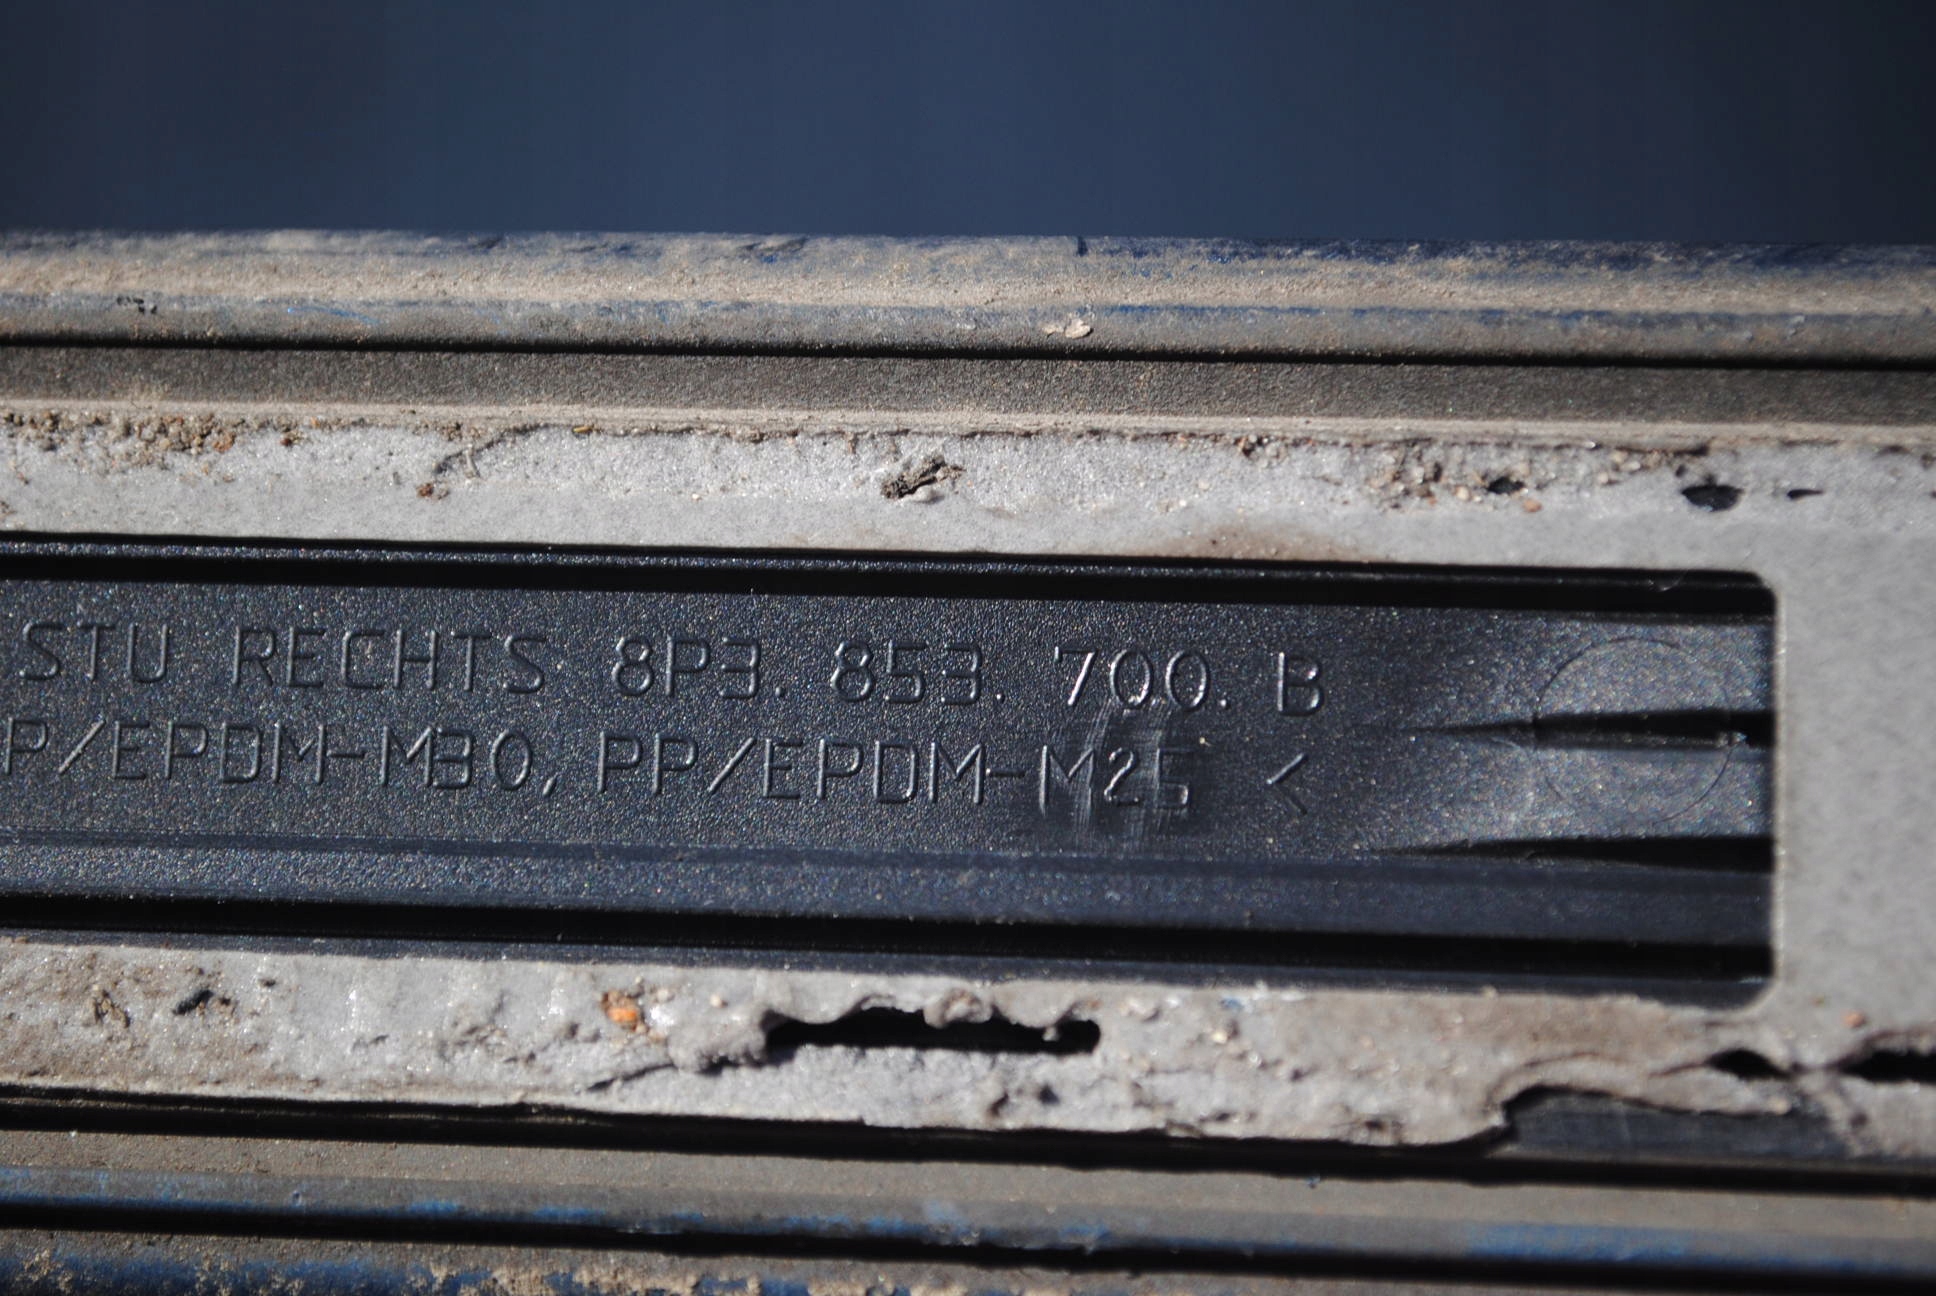 STU RECHTS 8P3. 853. 700. B
P/EPDM-M30, PP/EPDM-M25 <